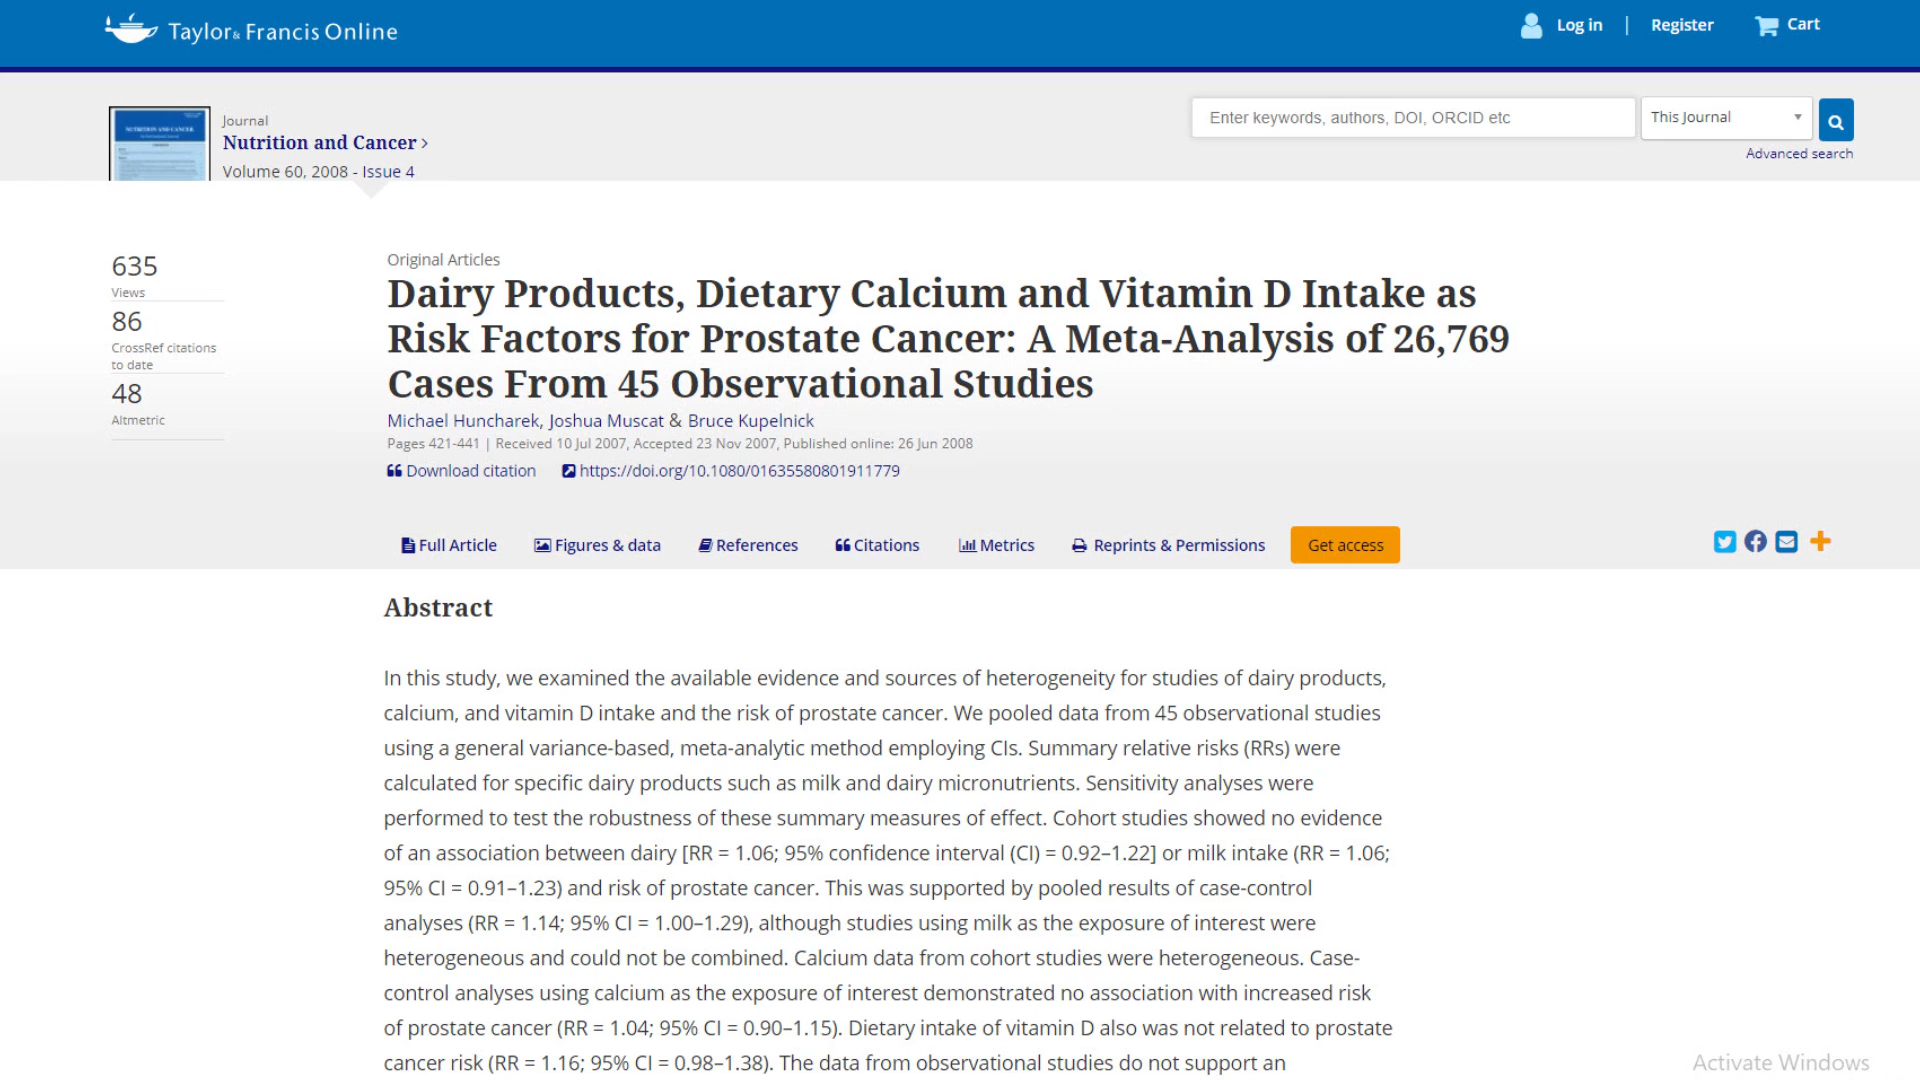 Taylor & Francis Online
Log in | Register Cart
Journal
Nutrition and Cancer >
Volume 60, 2008 - Issue 4
NUTRITION AND CANCER
Enter keywords, authors, DOI, ORCID etc
This Journal
Advanced search
635
Views
86
CrossRef citations
to date
48
Altmetric
Original Articles
Dairy Products, Dietary Calcium and Vitamin D Intake as
Risk Factors for Prostate Cancer: A Meta-Analysis of 26,769
Cases From 45 Observational Studies
Michael Huncharek, Joshua Muscat & Bruce Kupelnick
Pages 421-441 | Received 10 Jul 2007, Accepted 23 Nov 2007, Published online: 26 Jun 2008
Download citation https://doi.org/10.1080/01635580801911779
Full Article Figures & data References Citations Metrics Reprints & Permissions Get access
Abstract
In this study, we examined the available evidence and sources of heterogeneity for studies of dairy products,
calcium, and vitamin D intake and the risk of prostate cancer. We pooled data from 45 observational studies
using a general variance-based, meta-analytic method employing CIs. Summary relative risks (RRs) were
calculated for specific dairy products such as milk and dairy micronutrients. Sensitivity analyses were
performed to test the robustness of these summary measures of effect. Cohort studies showed no evidence
of an association between dairy [RR = 1.06; 95% confidence interval (CI) = 0.92–1.22] or milk intake (RR = 1.06;
95% CI = 0.91–1.23) and risk of prostate cancer. This was supported by pooled results of case-control
analyses (RR = 1.14; 95% CI = 1.00–1.29), although studies using milk as the exposure of interest were
heterogeneous and could not be combined. Calcium data from cohort studies were heterogeneous. Case-
control analyses using calcium as the exposure of interest demonstrated no association with increased risk
of prostate cancer (RR = 1.04; 95% CI = 0.90–1.15). Dietary intake of vitamin D also was not related to prostate
cancer risk (RR = 1.16; 95% CI = 0.98–1.38). The data from observational studies do not support an
Activate Windows